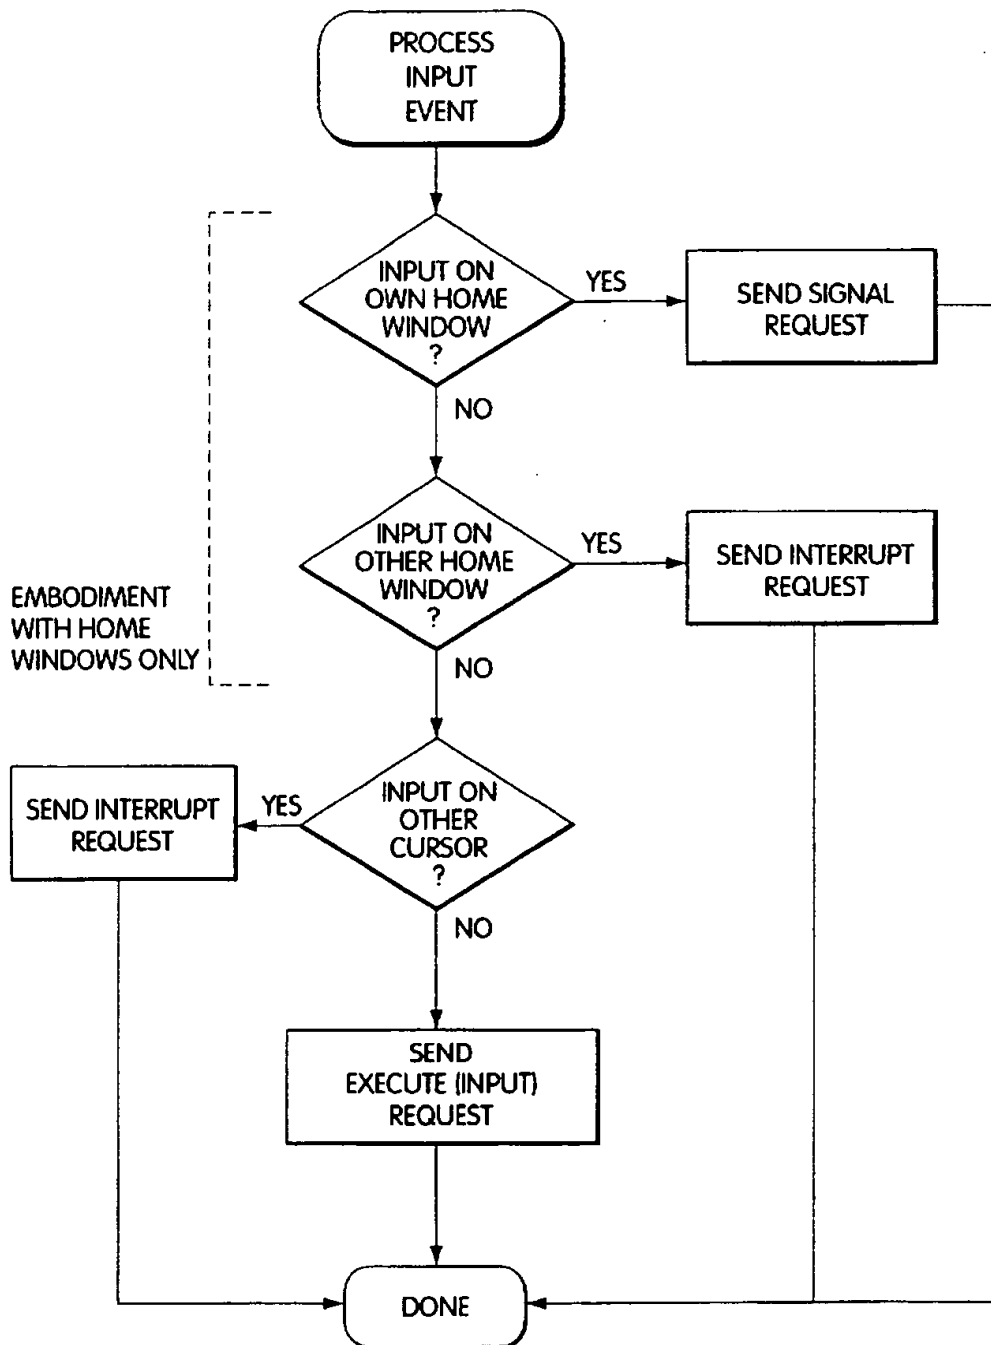 PROCESS
INPUT
EVENT
INPUT ON
OWN HOME
WINDOW
?
YES
SEND SIGNAL
REQUEST
NO
INPUT ON
OTHER HOME
WINDOW
?
YES
SEND INTERRUPT
REQUEST
EMBODIMENT
WITH HOME
WINDOWS ONLY
NO
INPUT ON
OTHER
CURSOR
?
YES
SEND INTERRUPT
REQUEST
NO
SEND
EXECUTE (INPUT)
REQUEST
DONE